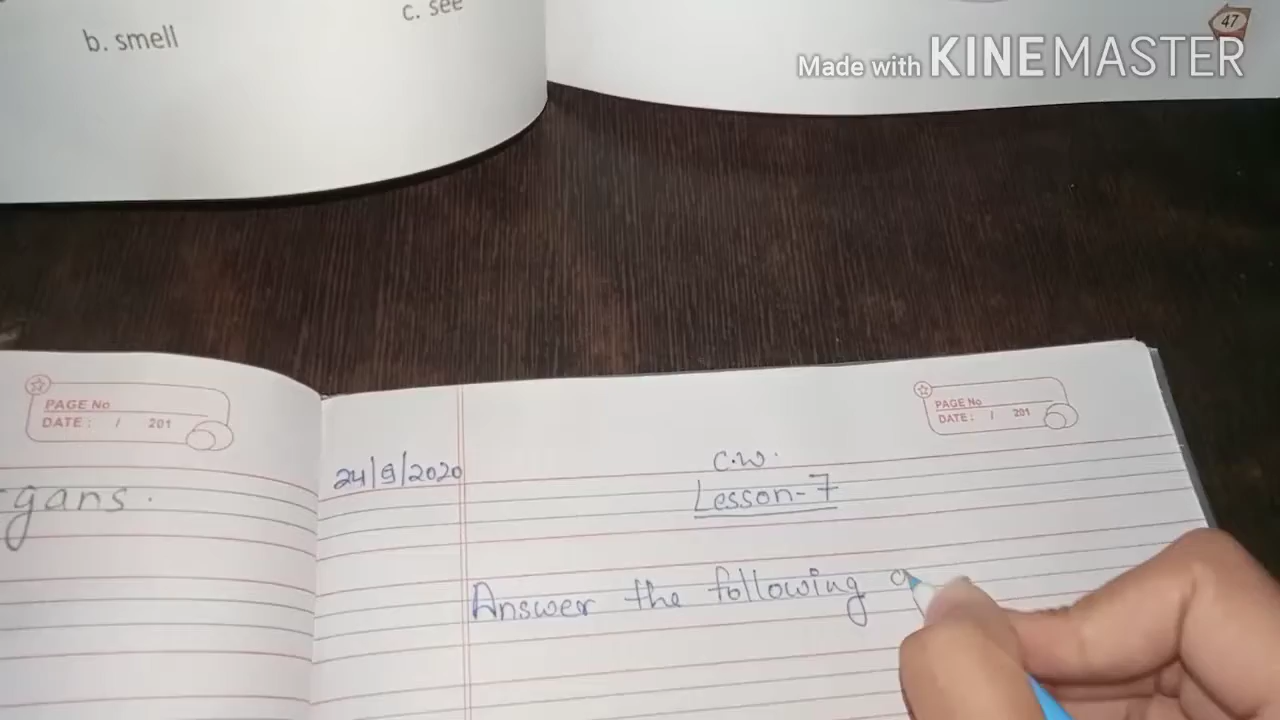 c. see
b. smell
47
Made with KINEMASTER
PAGE No
DATE : / 201
PAGE No
DATE : / 201
24/9/2020
C.W.
Lesson-7
gans.
Answer the following